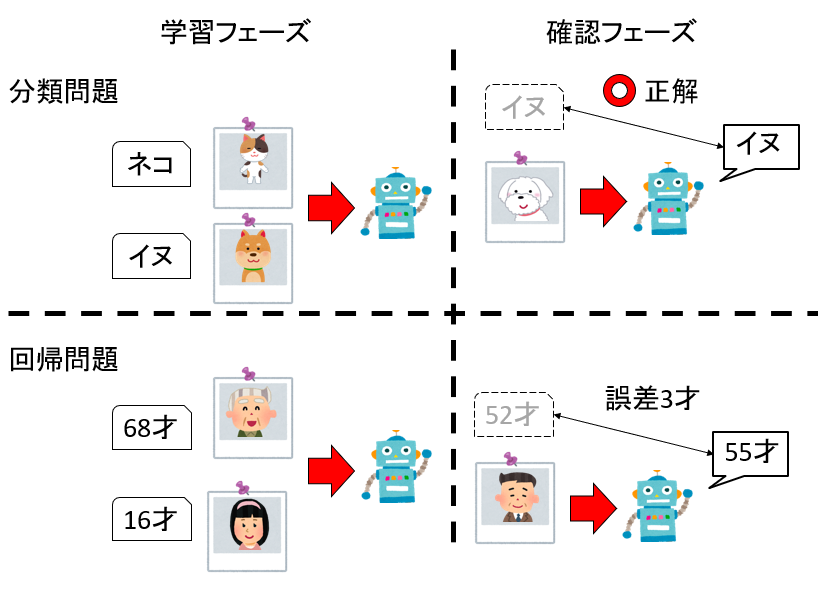 学習フェーズ
確認フェーズ
分類問題
イヌ
正解
イヌ
ネコ
イヌ
回帰問題
68才
16才
52才
誤差3才
55才